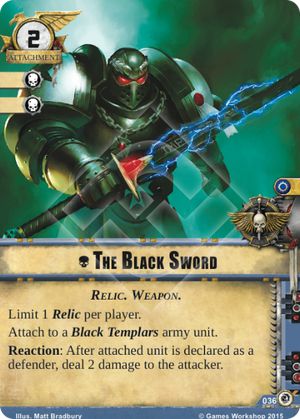 2
ATTACHMENT
THE BLACK SWORD
RELIC. WEAPON.
Limit 1 Relic per player.
Attach to a Black Templars army unit.
Reaction: After attached unit is declared as a
defender, deal 2 damage to the attacker.
036
Illus. Matt Bradbury
© Games Workshop 2015